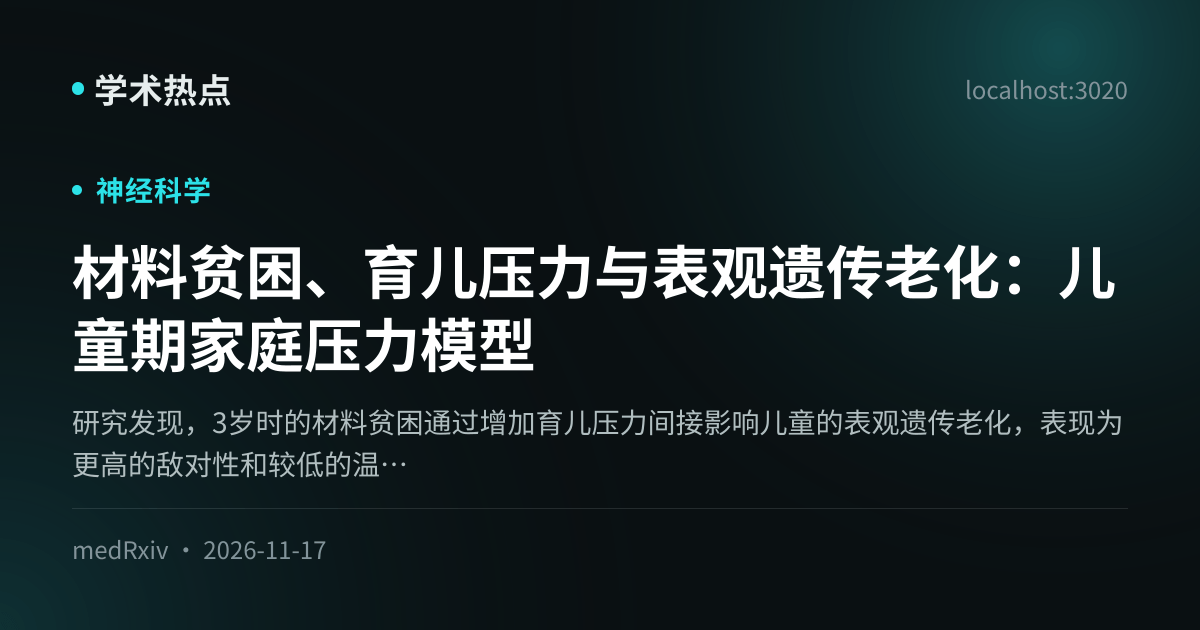 学术热点
localhost:3020
神经科学
材料贫困、育儿压力与表观遗传老化：儿
童期家庭压力模型
研究发现，3岁时的材料贫困通过增加育儿压力间接影响儿童的表观遗传老化，表现为
更高的敌对性和较低的温…
medRxiv · 2026-11-17